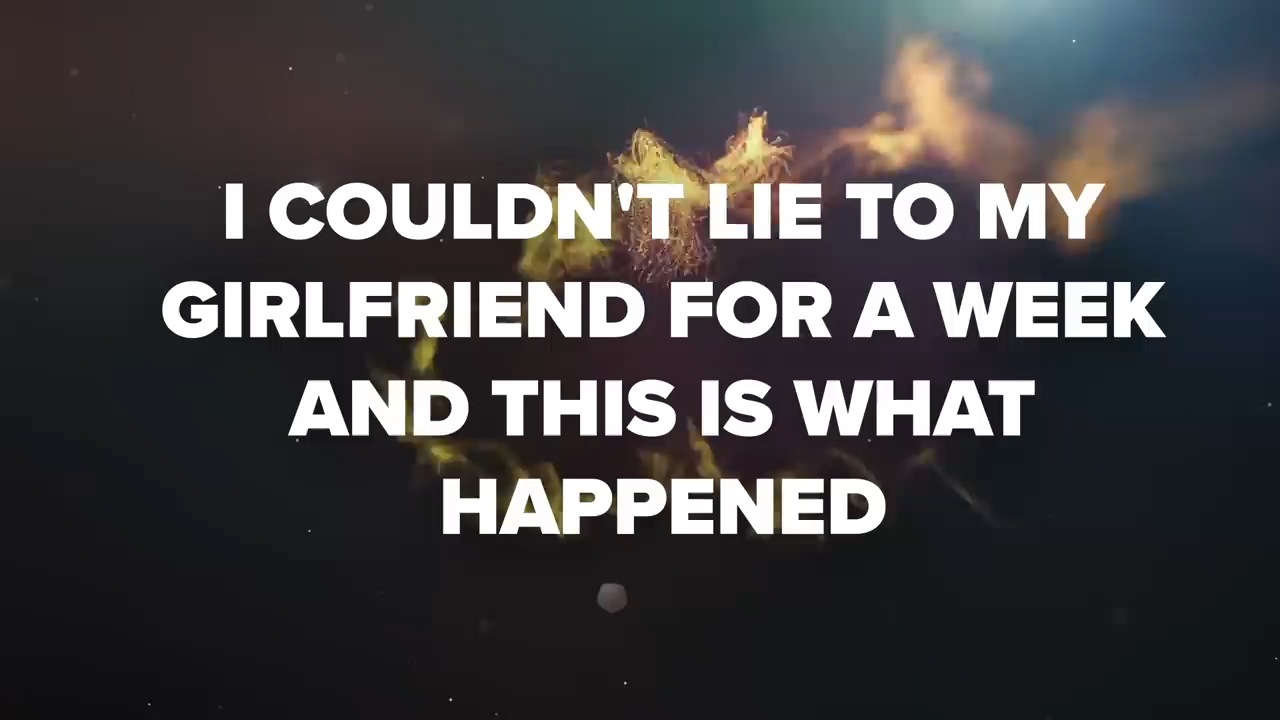 I COULDN'T LIE TO MY
GIRLFRIEND FOR A WEEK
AND THIS IS WHAT
HAPPENED